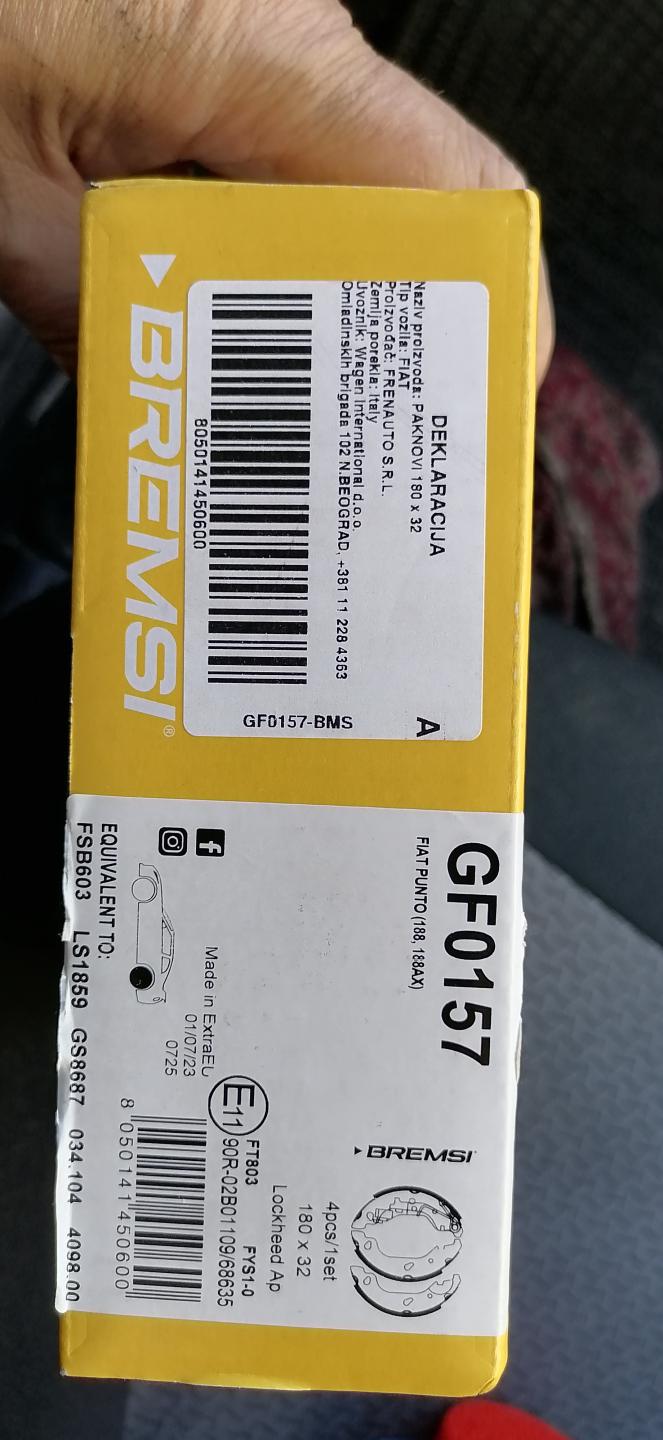 BREMSI®
DEKLARACIJA
Naziv proizvoda: PAKNOVI 180 x 32
Tip vozila: FIAT
Proizvođač: FRENAUTO S.R.L.
Zemlja porekla: Italy
Uvoznik: Wagen International d.o.o.
Omladinskih brigada 102 N.BEOGRAD, +381 11 228 4363
8050141450600
GF0157-BMS
A
GF0157
FIAT PUNTO (188, 188AX)
BREMSI
4pcs/1set
180 x 32
Lockheed Ap
FT803 FYS1-0
E11 90R-02B01109/68635
Made in ExtraEU
01/07/23
0725
8 050141 450600
EQUIVALENT TO:
FSB603 LS1859 GS8687 034.104 4098.00